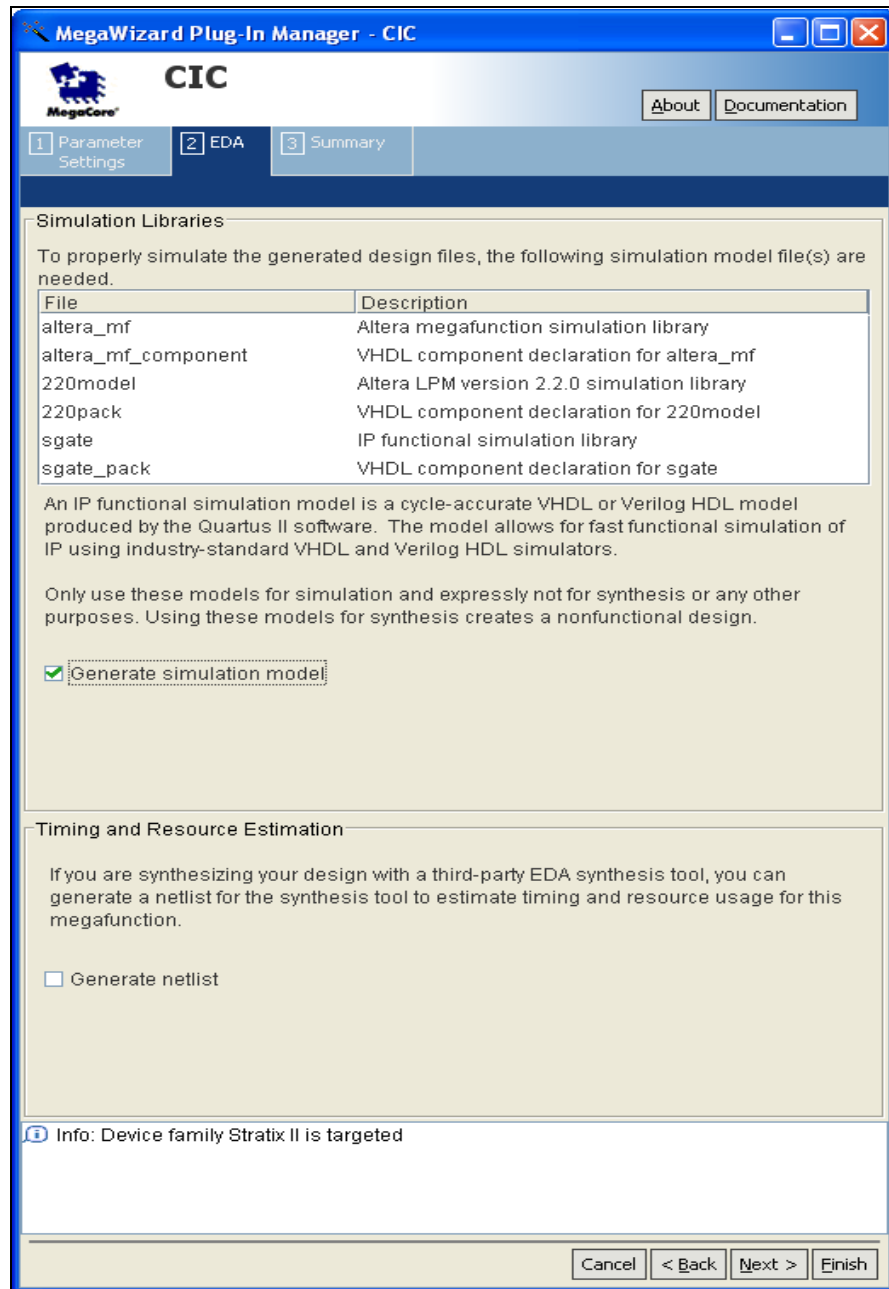 MegaWizard Plug-In Manager - CIC
CIC
MegaCore®
About Documentation
1 Parameter Settings
2 EDA
3 Summary
Simulation Libraries
To properly simulate the generated design files, the following simulation model file(s) are
needed.
File Description
altera_mf Altera megafunction simulation library
altera_mf_component VHDL component declaration for altera_mf
220model Altera LPM version 2.2.0 simulation library
220pack VHDL component declaration for 220model
sgate IP functional simulation library
sgate_pack VHDL component declaration for sgate
An IP functional simulation model is a cycle-accurate VHDL or Verilog HDL model
produced by the Quartus II software. The model allows for fast functional simulation of
IP using industry-standard VHDL and Verilog HDL simulators.
Only use these models for simulation and expressly not for synthesis or any other
purposes. Using these models for synthesis creates a nonfunctional design.
Generate simulation model
Timing and Resource Estimation
If you are synthesizing your design with a third-party EDA synthesis tool, you can
generate a netlist for the synthesis tool to estimate timing and resource usage for this
megafunction.
Generate netlist
Info: Device family Stratix II is targeted
Cancel < Back Next > Finish